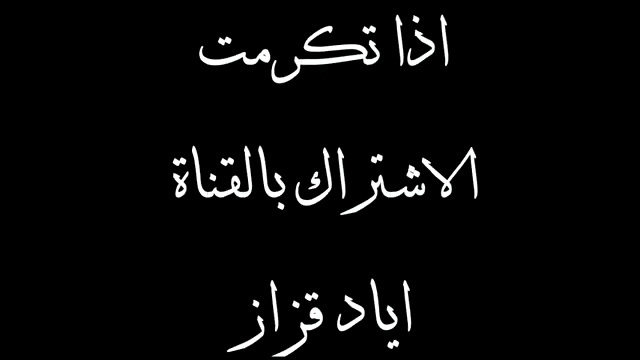 اذا تكرمت
الاشتراك بالقناة
اياد قزاز